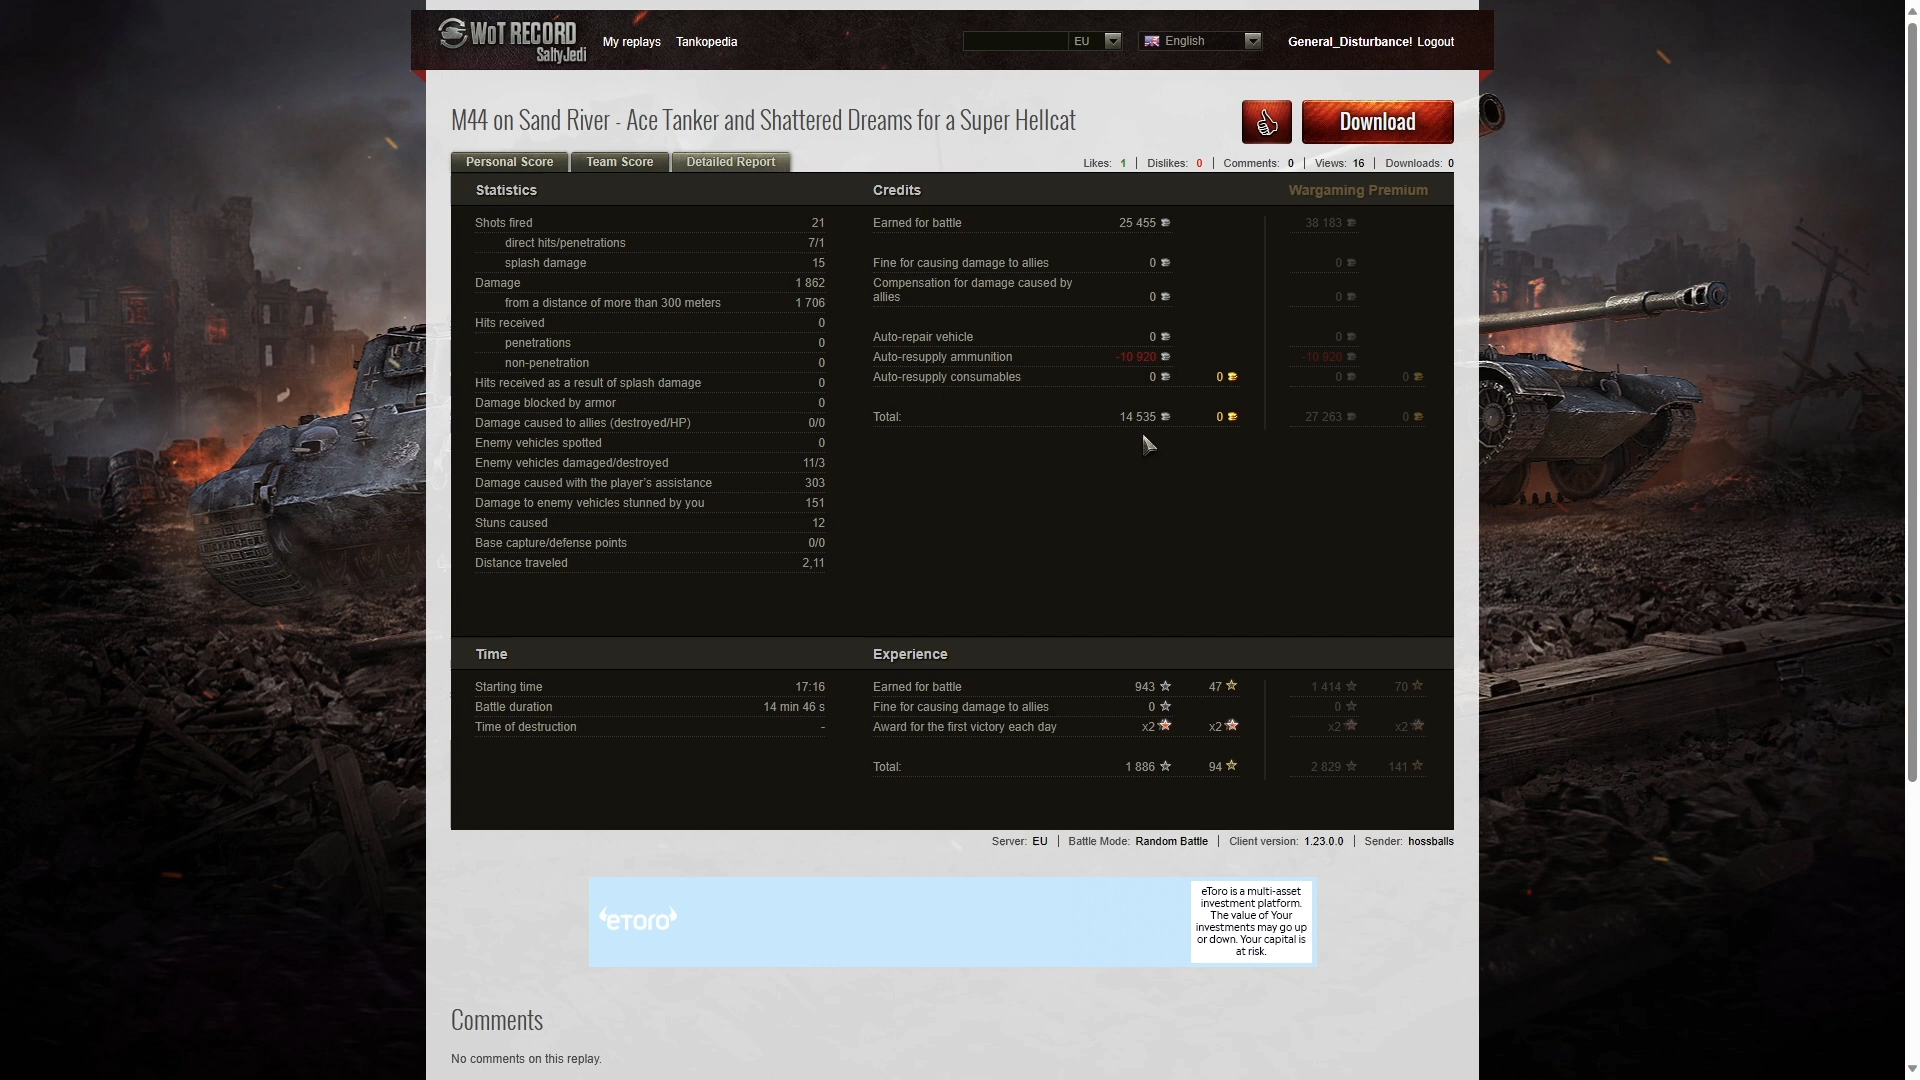 WoT RECORD
SaltyJedi
My replays Tankopedia
EU
English
General_Disturbance! Logout
M44 on Sand River - Ace Tanker and Shattered Dreams for a Super Hellcat
Download
Personal Score Team Score Detailed Report
Likes: 1 | Dislikes: 0 | Comments: 0 | Views: 16 | Downloads: 0
Statistics
Shots fired 21
direct hits/penetrations 7/1
splash damage 15
Damage 1 862
from a distance of more than 300 meters 1 706
Hits received 0
penetrations 0
non-penetration 0
Hits received as a result of splash damage 0
Damage blocked by armor 0
Damage caused to allies (destroyed/HP) 0/0
Enemy vehicles spotted 0
Enemy vehicles damaged/destroyed 11/3
Damage caused with the player's assistance 303
Damage to enemy vehicles stunned by you 151
Stuns caused 12
Base capture/defense points 0/0
Distance traveled 2,11
Credits Wargaming Premium
Earned for battle 25 455 38 183
Fine for causing damage to allies 0 0
Compensation for damage caused by
allies 0 0
Auto-repair vehicle 0 0
Auto-resupply ammunition -10 920 -10 920
Auto-resupply consumables 0 0 0 0
Total: 14 535 0 27 263 0
Time
Starting time 17:16
Battle duration 14 min 46 s
Time of destruction -
Experience
Earned for battle 943 47 1 414 70
Fine for causing damage to allies 0 0
Award for the first victory each day x2 x2 x2 x2
Total: 1 886 94 2 829 141
Server: EU | Battle Mode: Random Battle | Client version: 1.23.0.0 | Sender: hossballs
eToro
eToro is a multi-asset
investment platform.
The value of Your
investments may go up
or down. Your capital is
at risk.
Comments
No comments on this replay.